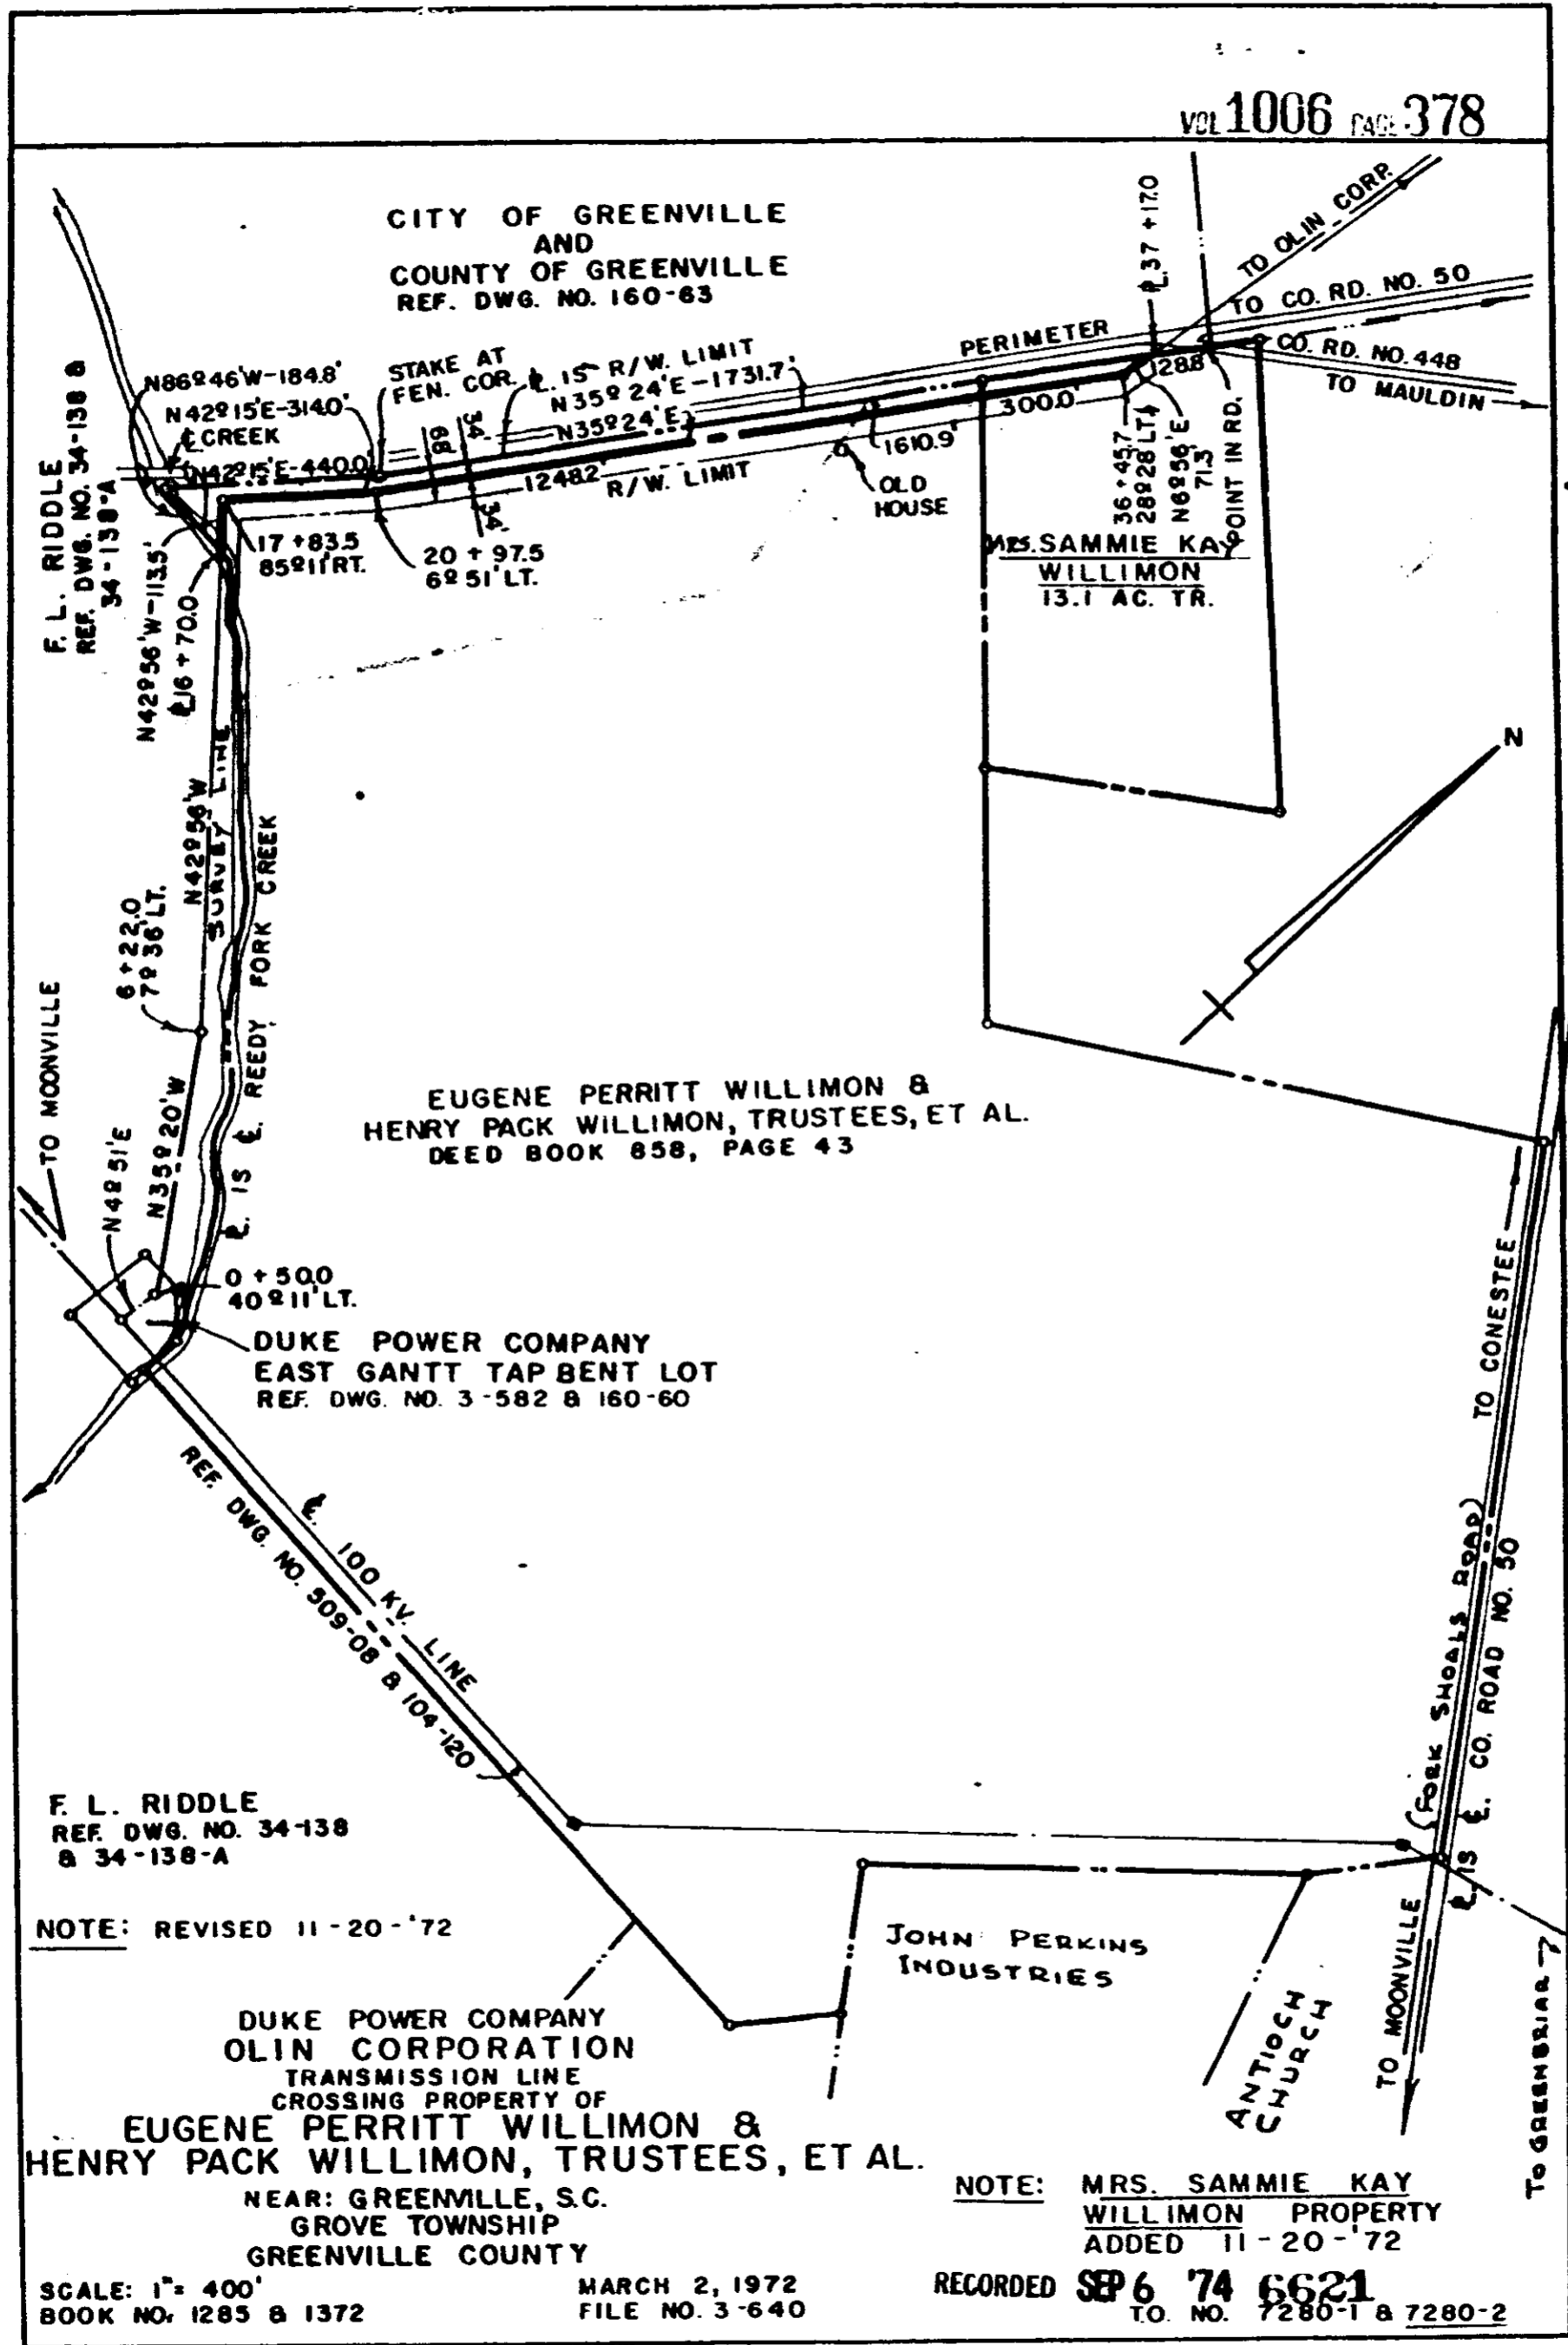 VOL 1006 PAGE 378
CITY OF GREENVILLE
AND
COUNTY OF GREENVILLE
REF. DWG. NO. 160-63
℄ 37 +17.0
TO OLIN CORP.
TO CO. RD. NO. 50
PERIMETER
CO. RD. NO. 448
TO MAULDIN
N86°46'W-184.8'
N42°15'E-314.0'
℄ CREEK
N42°15'E-440.0'
STAKE AT
FEN. COR.
℄ 15' R/W. LIMIT
N35°24'E-1731.7'
N35°24'E
68'
34'
34'
1248.2'
R/W. LIMIT
1610.9'
300.0'
128.8'
OLD
HOUSE
36+45.7
28°28'LT.
N6°56'E
71.3'
POINT IN RD.
F. L. RIDDLE
REF. DWG. NO. 34-138 &
34-138-A
17 +83.5
85°11'RT.
20 + 97.5
6°51'LT.
MRS. SAMMIE KAY
WILLIMON
13.1 AC. TR.
N42°56'W-113.5'
16+70.0
N42°56'W
SURVEY LINE
N
6+22.0
7°36'LT.
REEDY FORK CREEK
℄ IS ℄
TO MOONVILLE
N4°51'E
N35°20'W
EUGENE PERRITT WILLIMON &
HENRY PACK WILLIMON, TRUSTEES, ET AL.
DEED BOOK 858, PAGE 43
0+50.0
40°11'LT.
DUKE POWER COMPANY
EAST GANTT TAP BENT LOT
REF. DWG. NO. 3-582 & 160-60
TO CONESTEE
REF. DWG. NO. 509-08 & 104-120
℄ 100 KV. LINE
(FORK SHOALS ROAD)
IS ℄ CO. ROAD NO. 50
F. L. RIDDLE
REF. DWG. NO. 34-138
& 34-138-A
NOTE: REVISED 11-20-'72
JOHN PERKINS
INDUSTRIES
ANTIOCH
CHURCH
TO MOONVILLE
TO GREENBRIAR
DUKE POWER COMPANY
OLIN CORPORATION
TRANSMISSION LINE
CROSSING PROPERTY OF
EUGENE PERRITT WILLIMON &
HENRY PACK WILLIMON, TRUSTEES, ET AL.
NEAR: GREENVILLE, S.C.
GROVE TOWNSHIP
GREENVILLE COUNTY
NOTE: MRS. SAMMIE KAY
WILLIMON PROPERTY
ADDED 11-20-'72
SCALE: 1"= 400'
BOOK NO. 1285 & 1372
MARCH 2, 1972
FILE NO. 3-640
RECORDED SEP 6 '74 6621
T.O. NO. 7280-1 & 7280-2